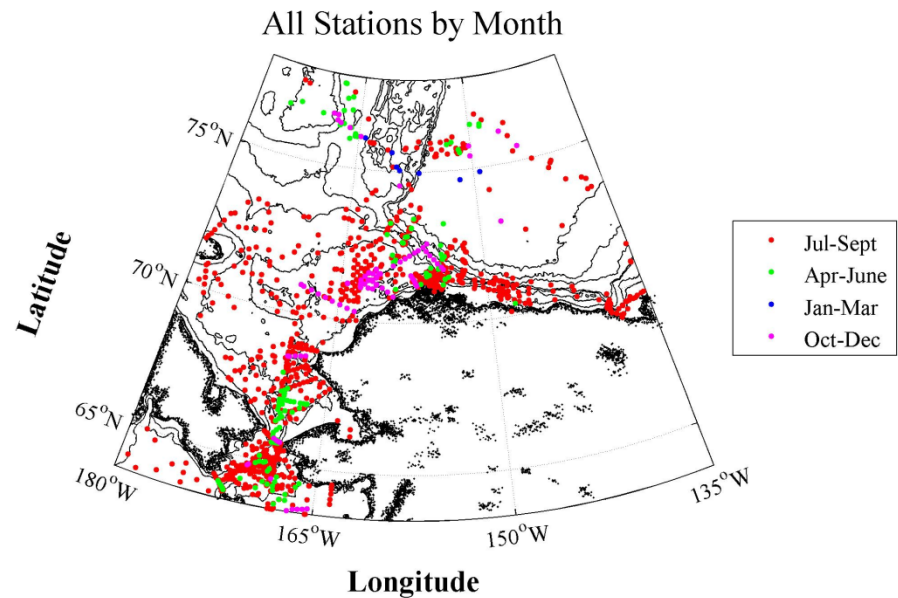 All Stations by Month
75°N
70°N
65°N
180°W
165°W
150°W
135°W
Latitude
Longitude
Jul-Sept
Apr-June
Jan-Mar
Oct-Dec